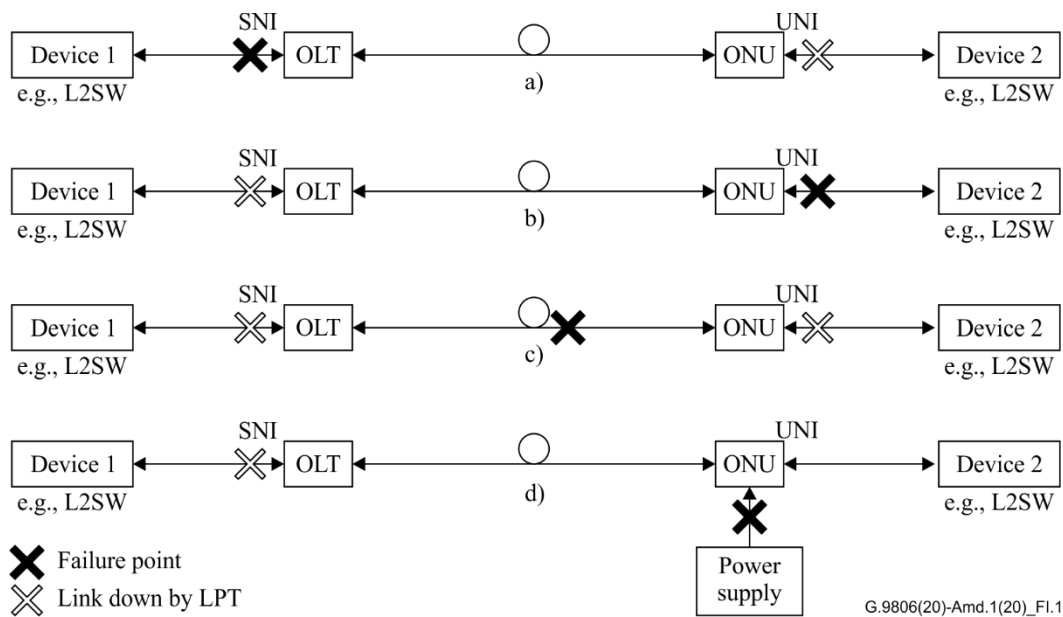 SNI UNI
Device 1 OLT ONU Device 2
e.g., L2SW a) e.g., L2SW
SNI UNI
Device 1 OLT ONU Device 2
e.g., L2SW b) e.g., L2SW
SNI UNI
Device 1 OLT ONU Device 2
e.g., L2SW c) e.g., L2SW
SNI UNI
Device 1 OLT ONU Device 2
e.g., L2SW d) e.g., L2SW
Failure point
Link down by LPT
Power
supply
G.9806(20)-Amd.1(20)_FI.1